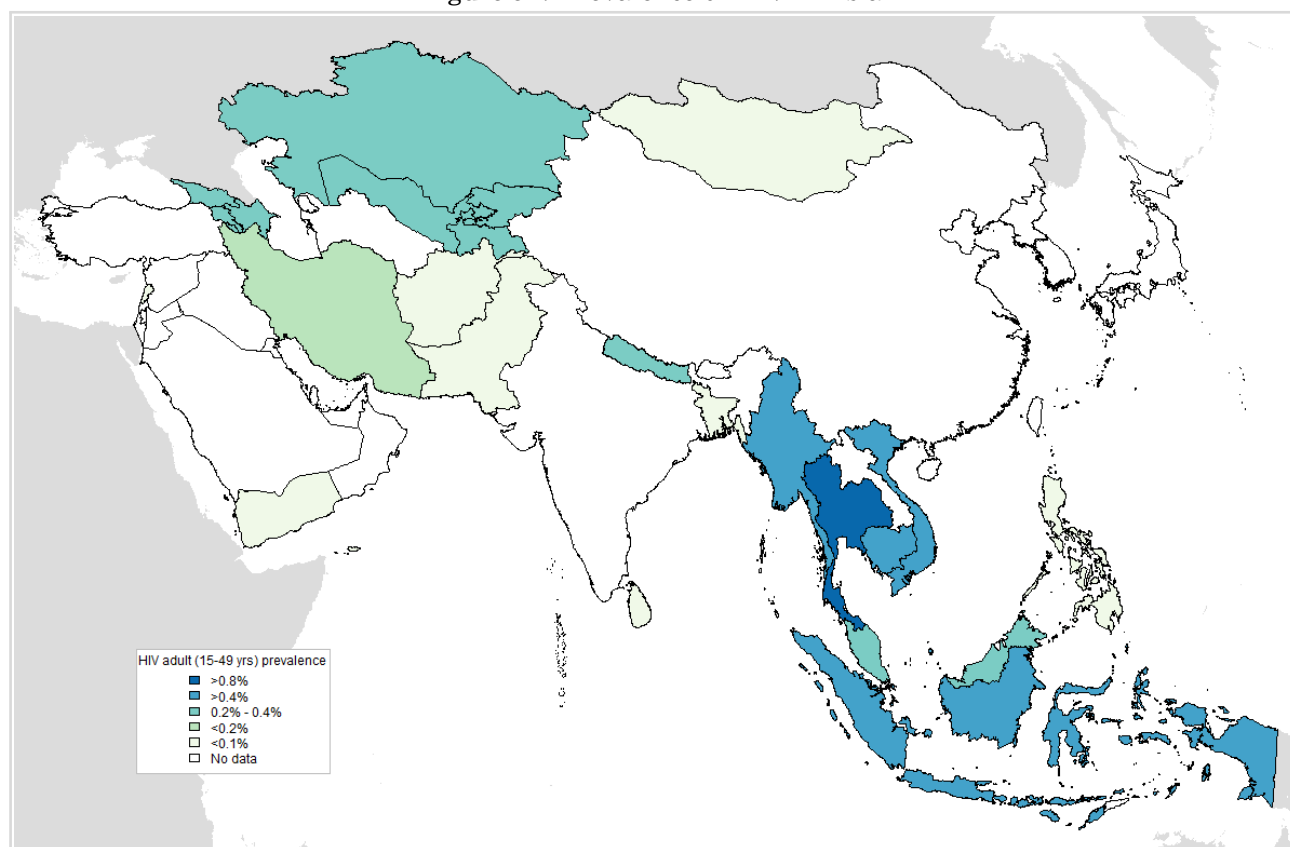 HIV adult (15-49 yrs) prevalence
>0.8%
>0.4%
0.2% - 0.4%
<0.2%
<0.1%
No data